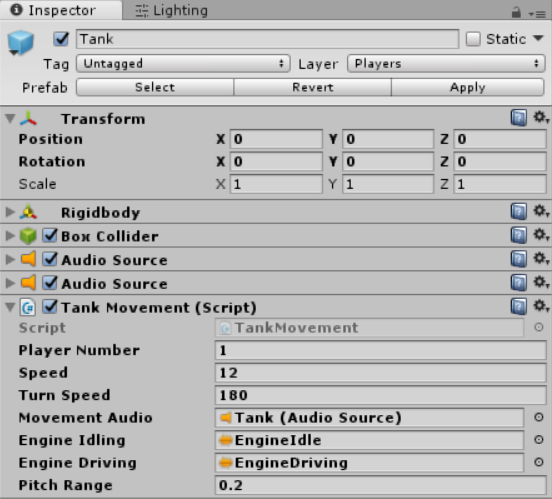 Inspector Lighting
Tank Static
Tag Untagged Layer Players
Prefab Select Revert Apply
Transform
Position X 0 Y 0 Z 0
Rotation X 0 Y 0 Z 0
Scale X 1 Y 1 Z 1
Rigidbody
Box Collider
Audio Source
Audio Source
Tank Movement (Script)
Script TankMovement
Player Number 1
Speed 12
Turn Speed 180
Movement Audio Tank (Audio Source)
Engine Idling EngineIdle
Engine Driving EngineDriving
Pitch Range 0.2